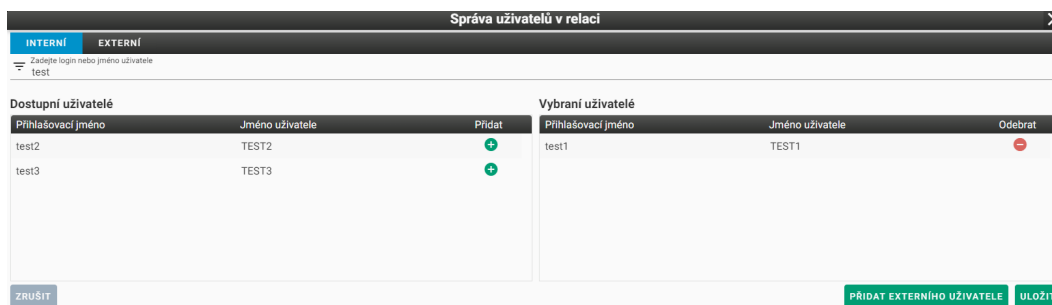 Správa uživatelů v relaci
INTERNÍ EXTERNÍ
Zadejte login nebo jméno uživatele
test
Dostupní uživatelé Vybraní uživatelé
Přihlašovací jméno Jméno uživatele Přidat Přihlašovací jméno Jméno uživatele Odebrat
test2 TEST2 test1 TEST1
test3 TEST3
ZRUŠIT PŘIDAT EXTERNÍHO UŽIVATELE ULOŽIT